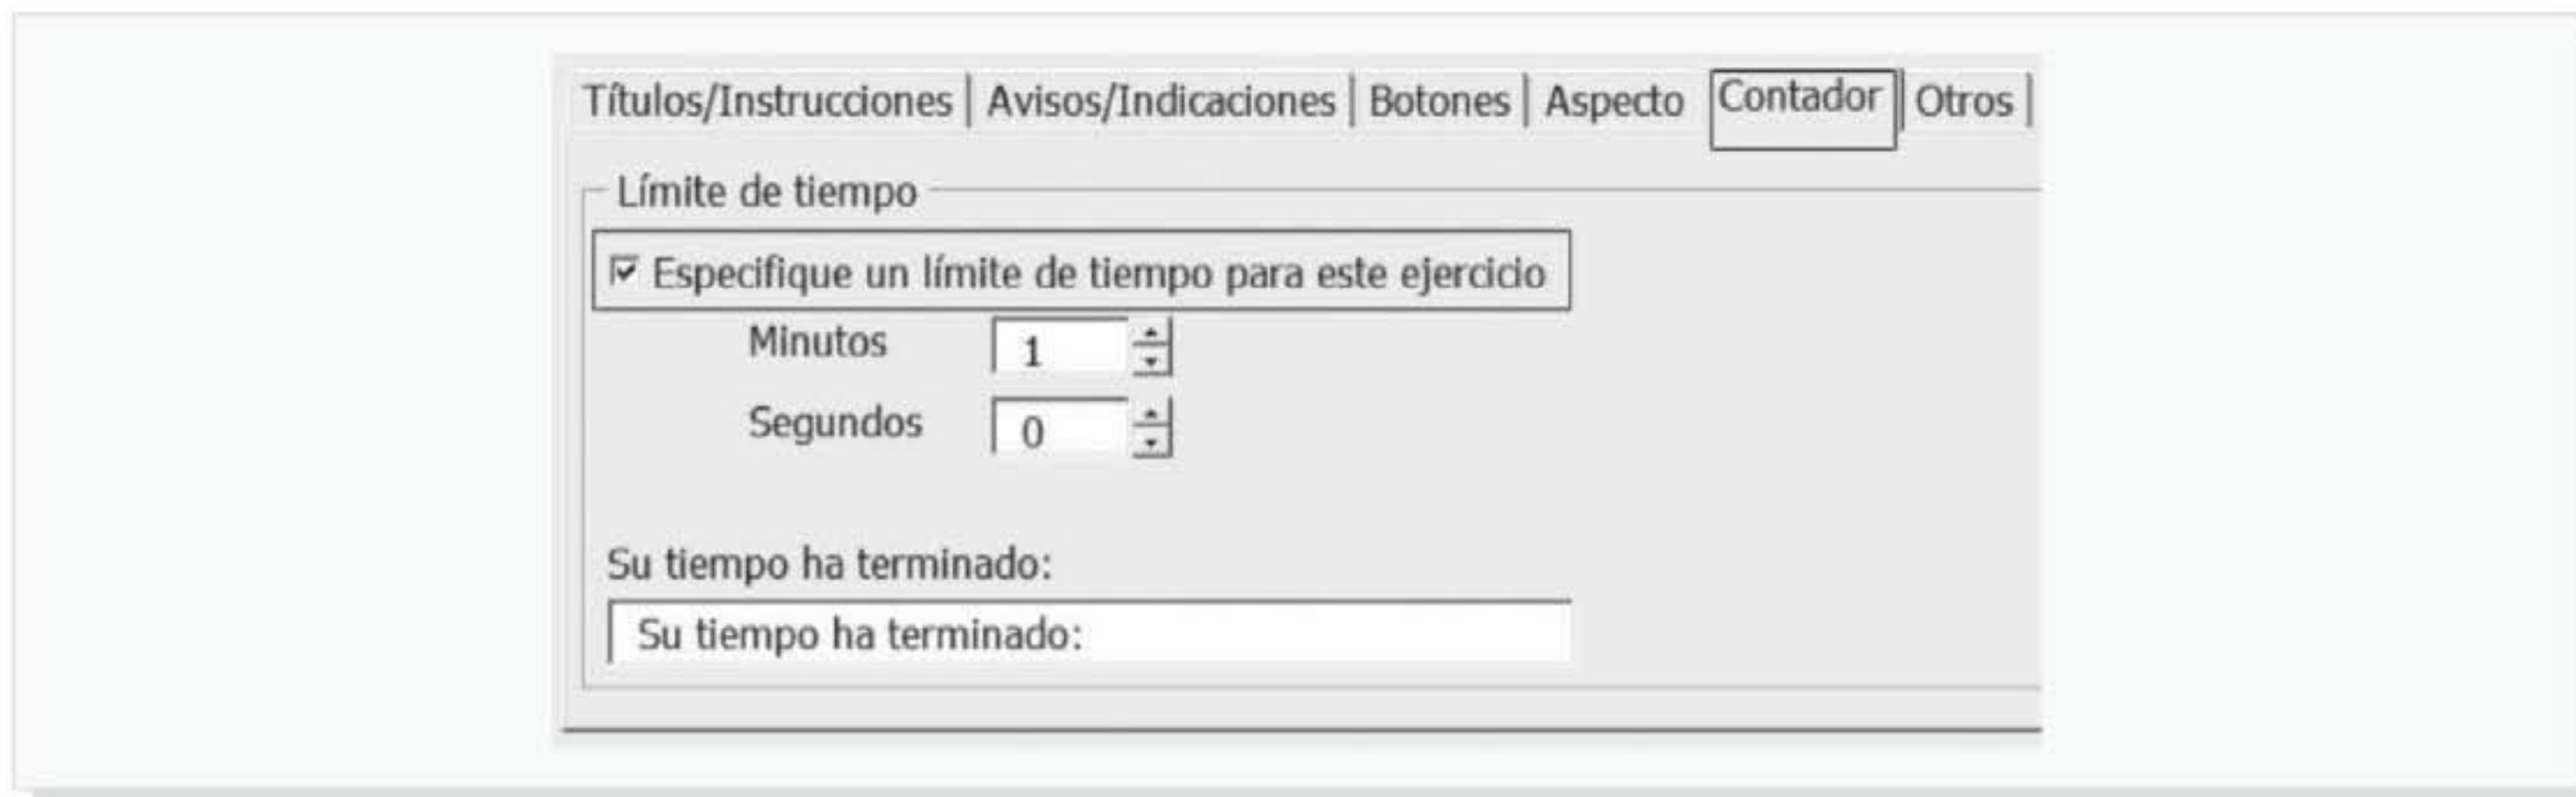 Títulos/Instrucciones | Avisos/Indicaciones | Botones | Aspecto Contador Otros
Límite de tiempo
Especifique un límite de tiempo para este ejercicio
Minutos 1
Segundos 0
Su tiempo ha terminado:
Su tiempo ha terminado: